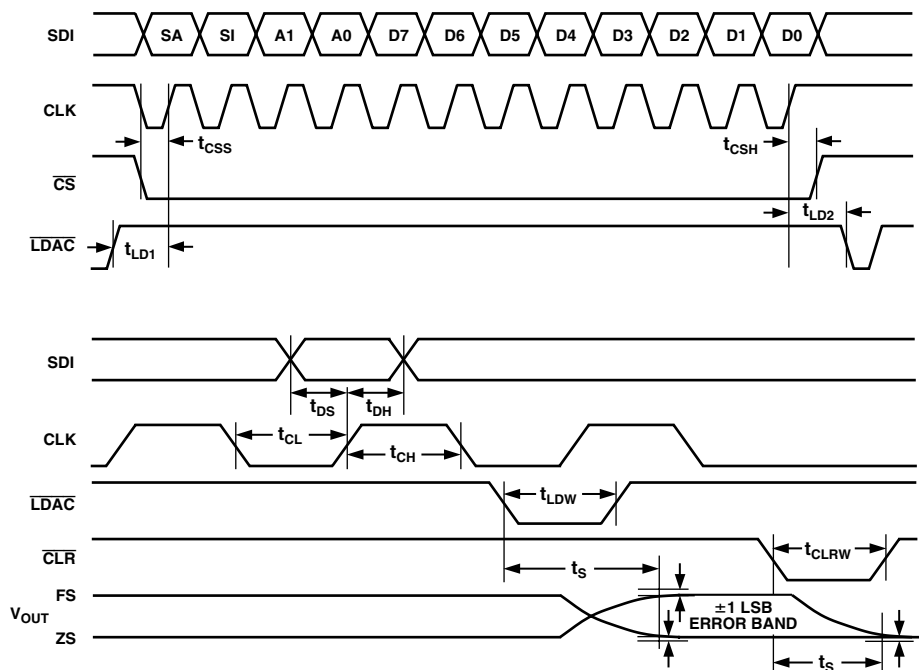 SDI SA SI A1 A0 D7 D6 D5 D4 D3 D2 D1 D0
CLK
tCSS tCSH
CS
tLD2
LDAC tLD1
SDI
tDS tDH
CLK tCL
tCH
LDAC tLDW
CLR tCLRW
tS
FS
VOUT ±1 LSB
ERROR BAND
ZS
tS